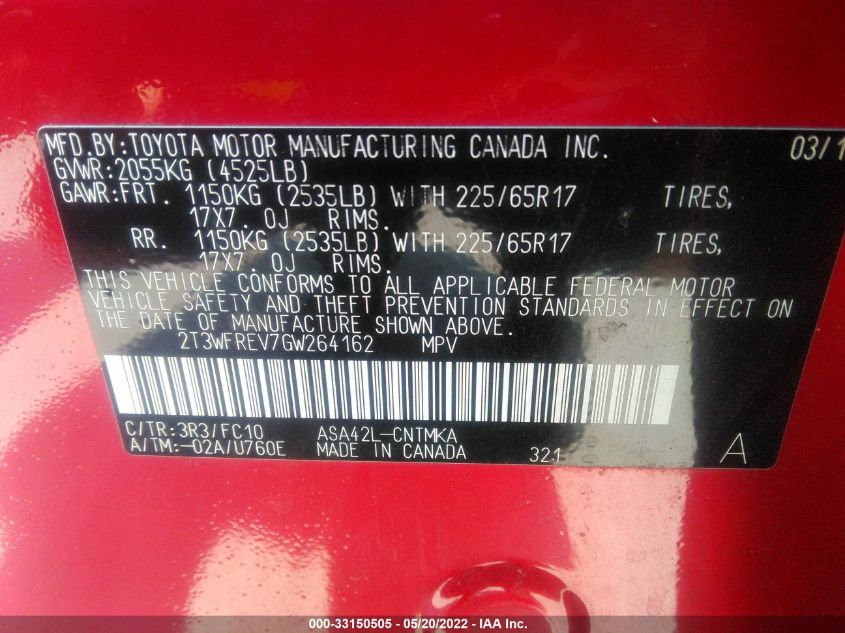 MFD.BY:TOYOTA MOTOR MANUFACTURING CANADA INC. 03/1
GVWR:2055KG (4525LB)
GAWR:FRT. 1150KG (2535LB) WITH 225/65R17 TIRES,
17X7. 0J RIMS.
RR. 1150KG (2535LB) WITH 225/65R17 TIRES,
17X7. 0J RIMS.
THIS VEHICLE CONFORMS TO ALL APPLICABLE FEDERAL MOTOR
VEHICLE SAFETY AND THEFT PREVENTION STANDARDS IN EFFECT ON
THE DATE OF MANUFACTURE SHOWN ABOVE.
2T3WFREV7GW264162 MPV
C/TR:3R3/FC10 ASA42L-CNTMKA
A/TM:-02A/U760E MADE IN CANADA 321 A
000-33150505 - 05/20/2022 - IAA Inc.